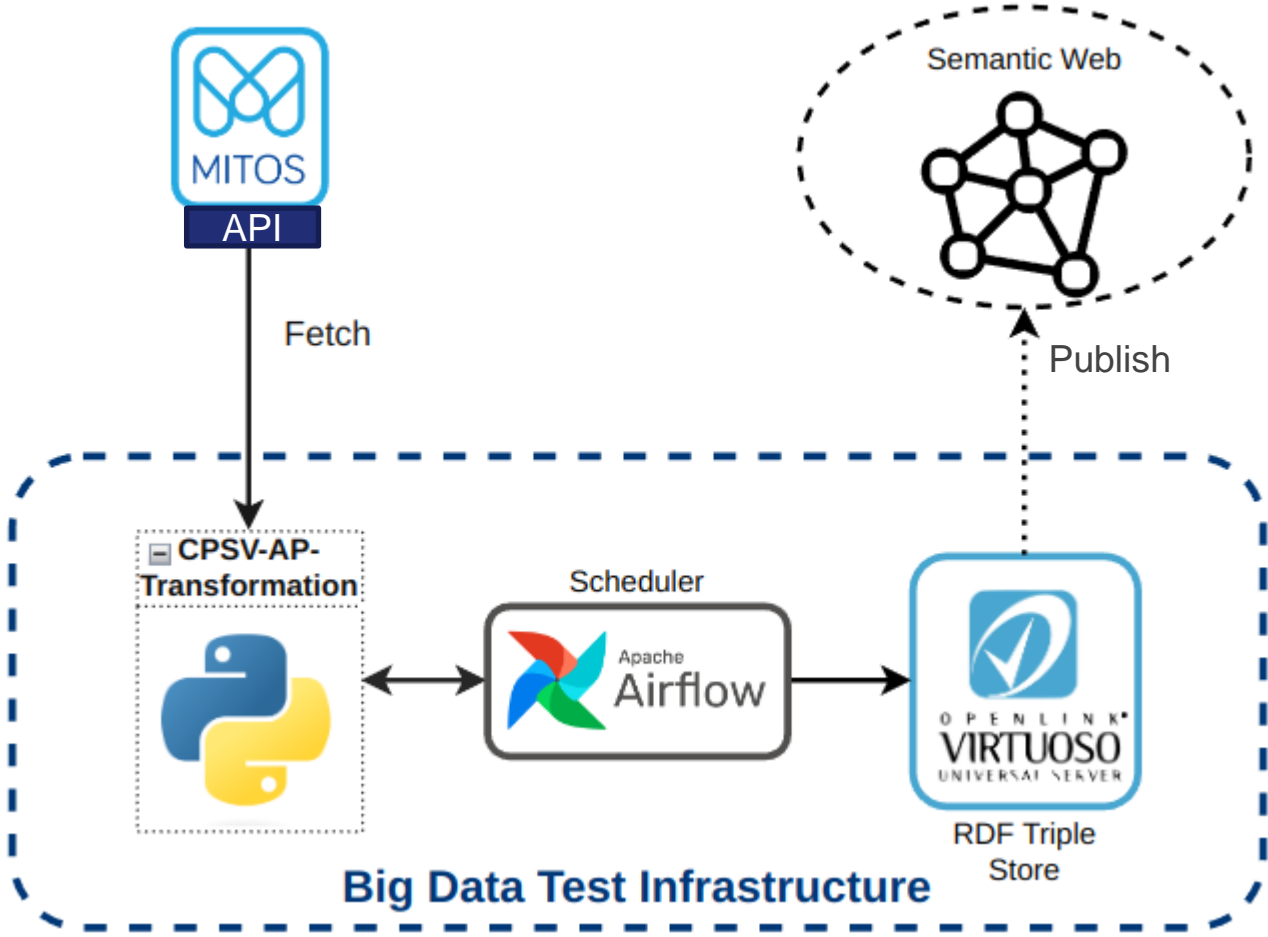 MITOS
API
Semantic Web
Fetch
Publish
CPSV-AP-
Transformation
Scheduler
Apache
Airflow
OPENLINK
VIRTUOSO
UNIVERSAL SERVER
RDF Triple
Store
Big Data Test Infrastructure